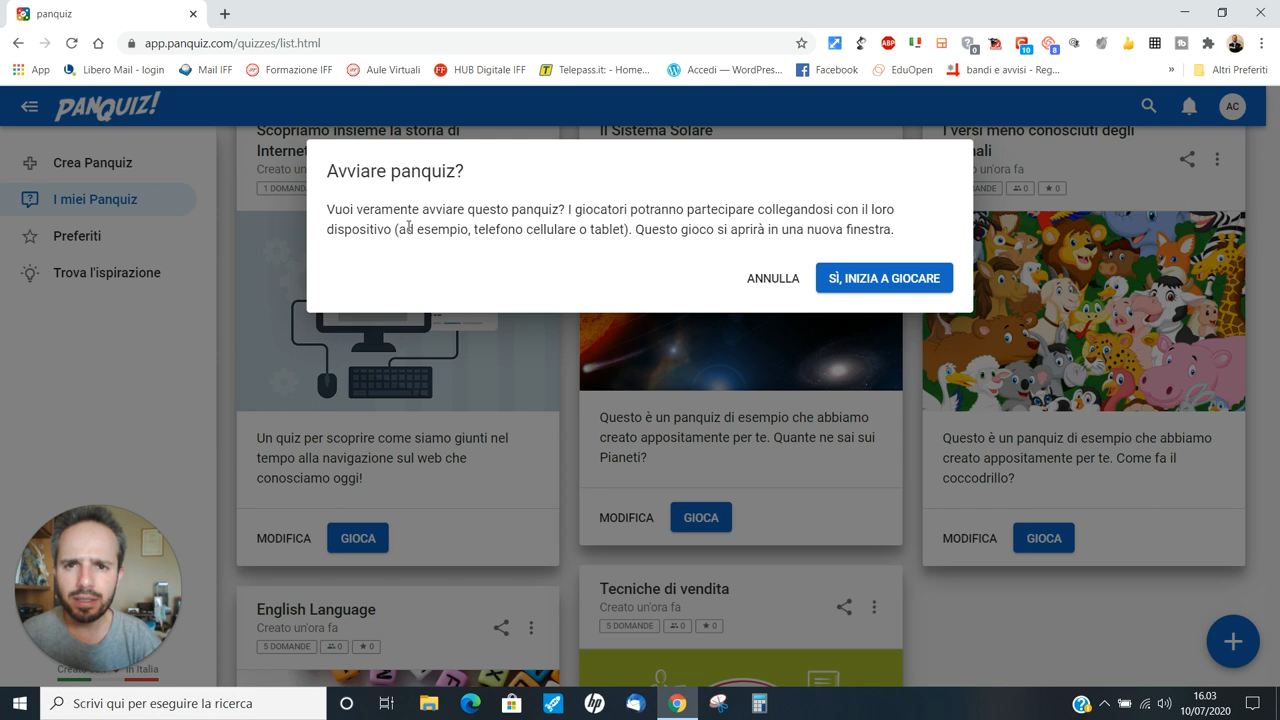 panquiz
app.panquiz.com/quizzes/list.html
App
Libero Mail - login
Mail IFF
Formazione IFF
Aule Virtuali
HUB Digitale IFF
Telepass.it: - Home...
Accedi — WordPress...
Facebook
EduOpen
bandi e avvisi - Reg...
»
Altri Preferiti
PANQUIZ!
AC
Crea Panquiz
I miei Panquiz
Preferiti
Trova l'ispirazione
Avviare panquiz?
Vuoi veramente avviare questo panquiz? I giocatori potranno partecipare collegandosi con il loro
dispositivo (ad esempio, telefono cellulare o tablet). Questo gioco si aprirà in una nuova finestra.
ANNULLA
SÌ, INIZIA A GIOCARE
Scopriamo insieme la storia di
Internet
Creato un'ora fa
1 DOMANDA
Un quiz per scoprire come siamo giunti nel
tempo alla navigazione sul web che
conosciamo oggi!
MODIFICA
GIOCA
Il Sistema Solare
Questo è un panquiz di esempio che abbiamo
creato appositamente per te. Quante ne sai sui
Pianeti?
MODIFICA
GIOCA
I versi meno conosciuti degli
0
0
Questo è un panquiz di esempio che abbiamo
creato appositamente per te. Come fa il
coccodrillo?
MODIFICA
GIOCA
English Language
Creato un'ora fa
5 DOMANDE
0
0
Tecniche di vendita
Creato un'ora fa
5 DOMANDE
0
0
in Italia
Scrivi qui per eseguire la ricerca
16.03
10/07/2020